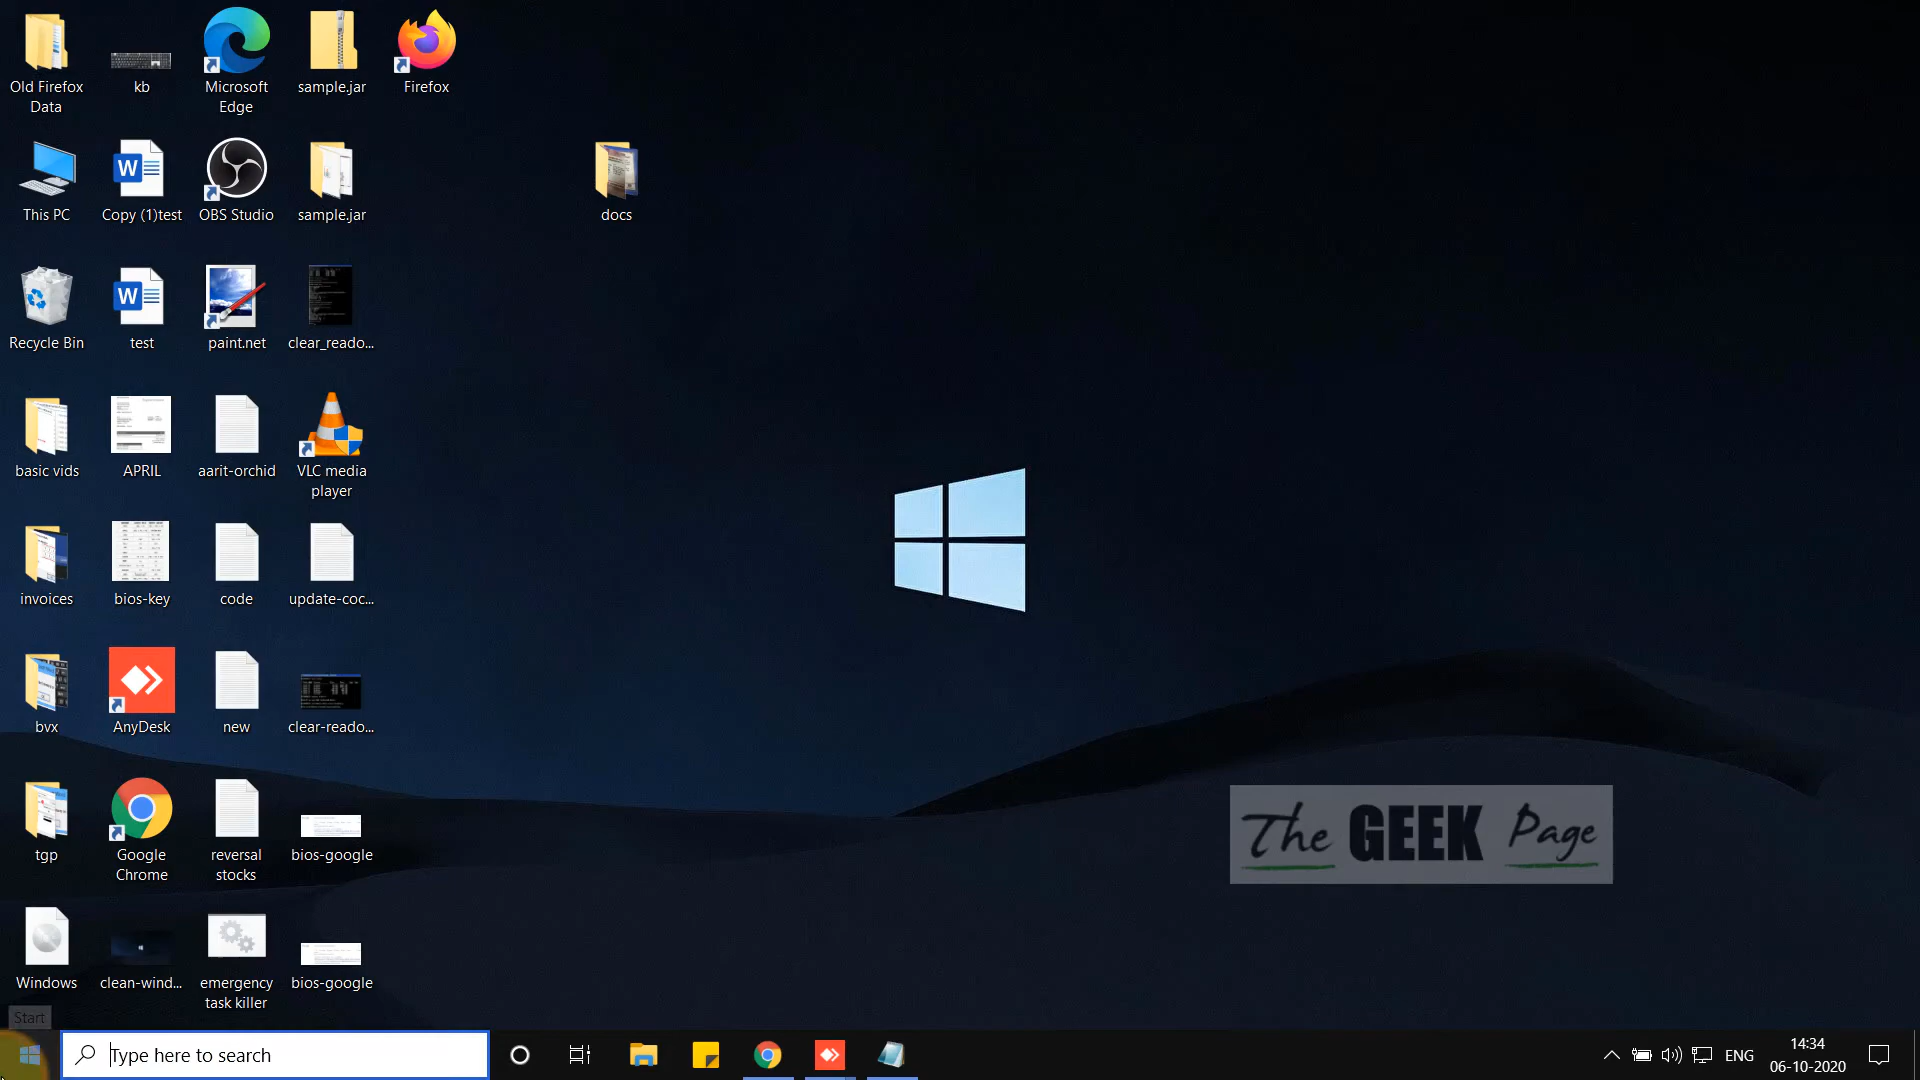 Old Firefox
Data
kb
Microsoft
Edge
sample.jar
Firefox
This PC
Copy (1)test
OBS Studio
sample.jar
docs
Recycle Bin
test
paint.net
clear_reado...
basic vids
APRIL
aarit-orchid
VLC media
player
invoices
bios-key
code
update-coc...
bvx
AnyDesk
new
clear-reado...
tgp
Google
Chrome
reversal
stocks
bios-google
The GEEK Page
Windows
clean-wind...
emergency
task killer
bios-google
Start
Type here to search
ENG
14:34
06-10-2020